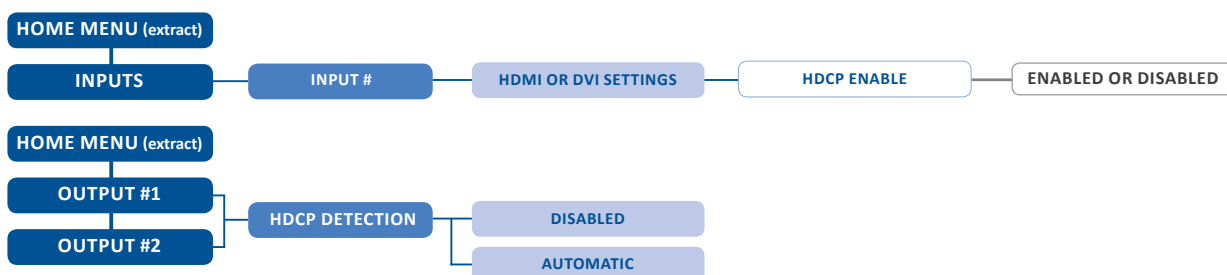 HOME MENU (extract)
INPUTS
INPUT #
HDMI OR DVI SETTINGS
HDCP ENABLE
ENABLED OR DISABLED
HOME MENU (extract)
OUTPUT #1
OUTPUT #2
HDCP DETECTION
DISABLED
AUTOMATIC